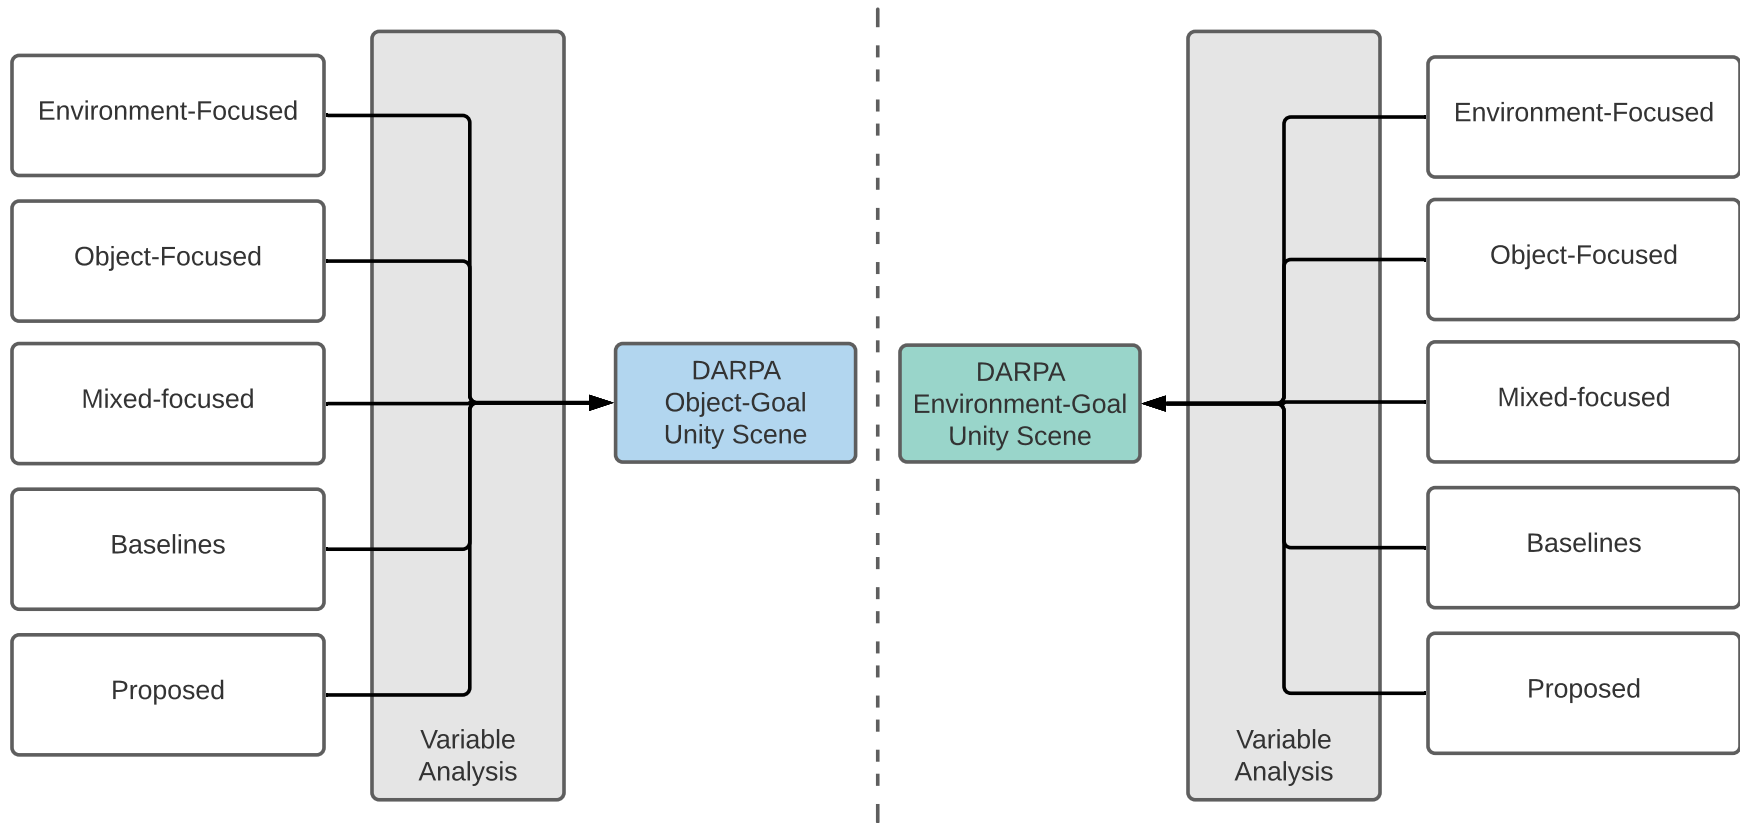 Environment-Focused
Object-Focused
Mixed-focused
Baselines
Proposed
Variable
Analysis
DARPA
Object-Goal
Unity Scene
DARPA
Environment-Goal
Unity Scene
Variable
Analysis
Environment-Focused
Object-Focused
Mixed-focused
Baselines
Proposed